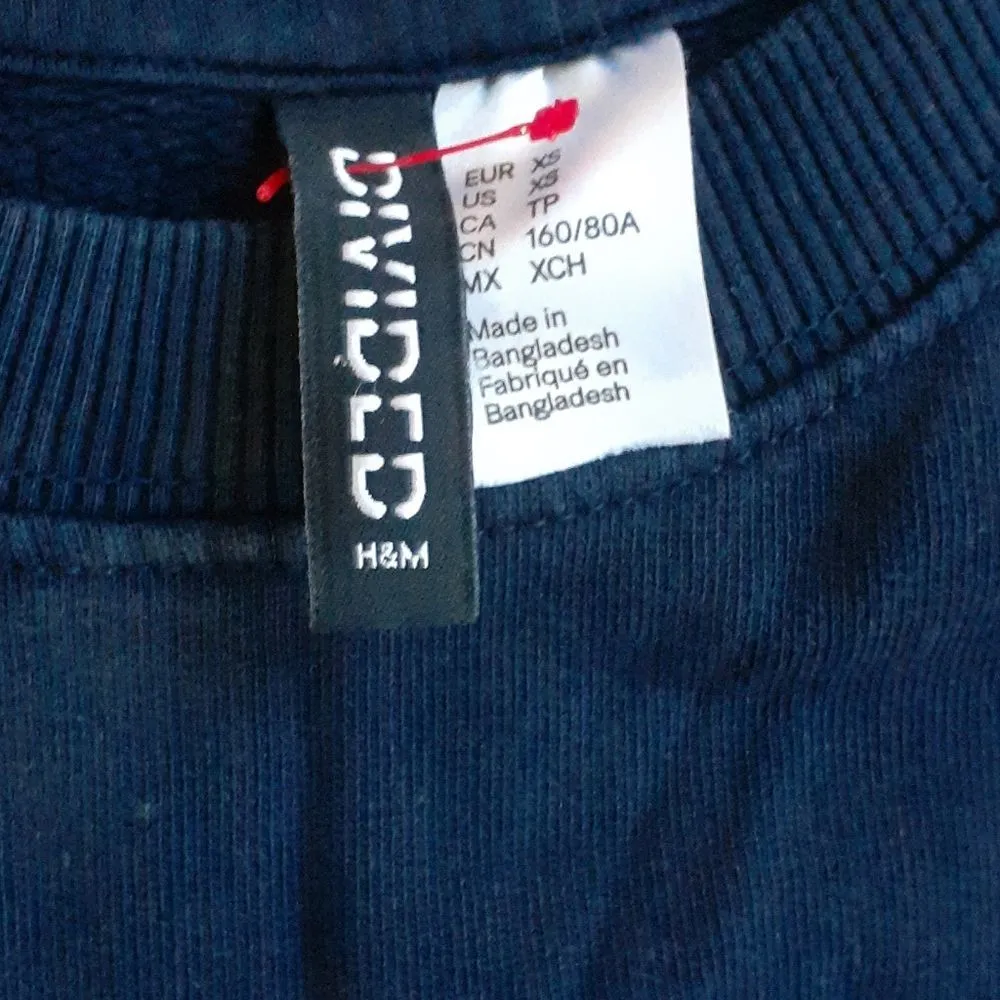 DIVIDED
H&M
EUR XS
US XS
CA TP
CN 160/80A
MX XCH
Made in
Bangladesh
Fabriqué en
Bangladesh